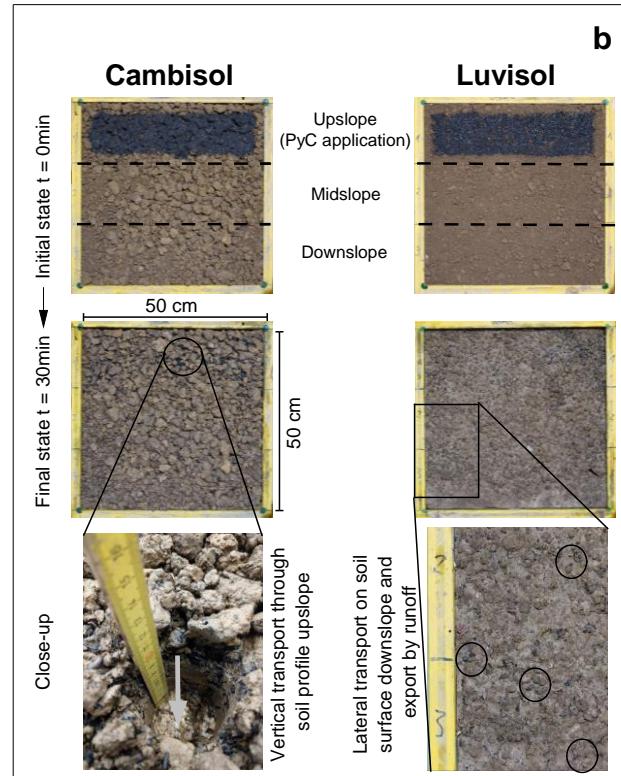 b
Cambisol
Luvisol
Initial state t = 0min
Upslope
(PyC application)
Midslope
Downslope
50 cm
50 cm
Final state t = 30min
Close-up
Vertical transport through
soil profile upslope
Lateral transport on soil
surface downslope and
export by runoff